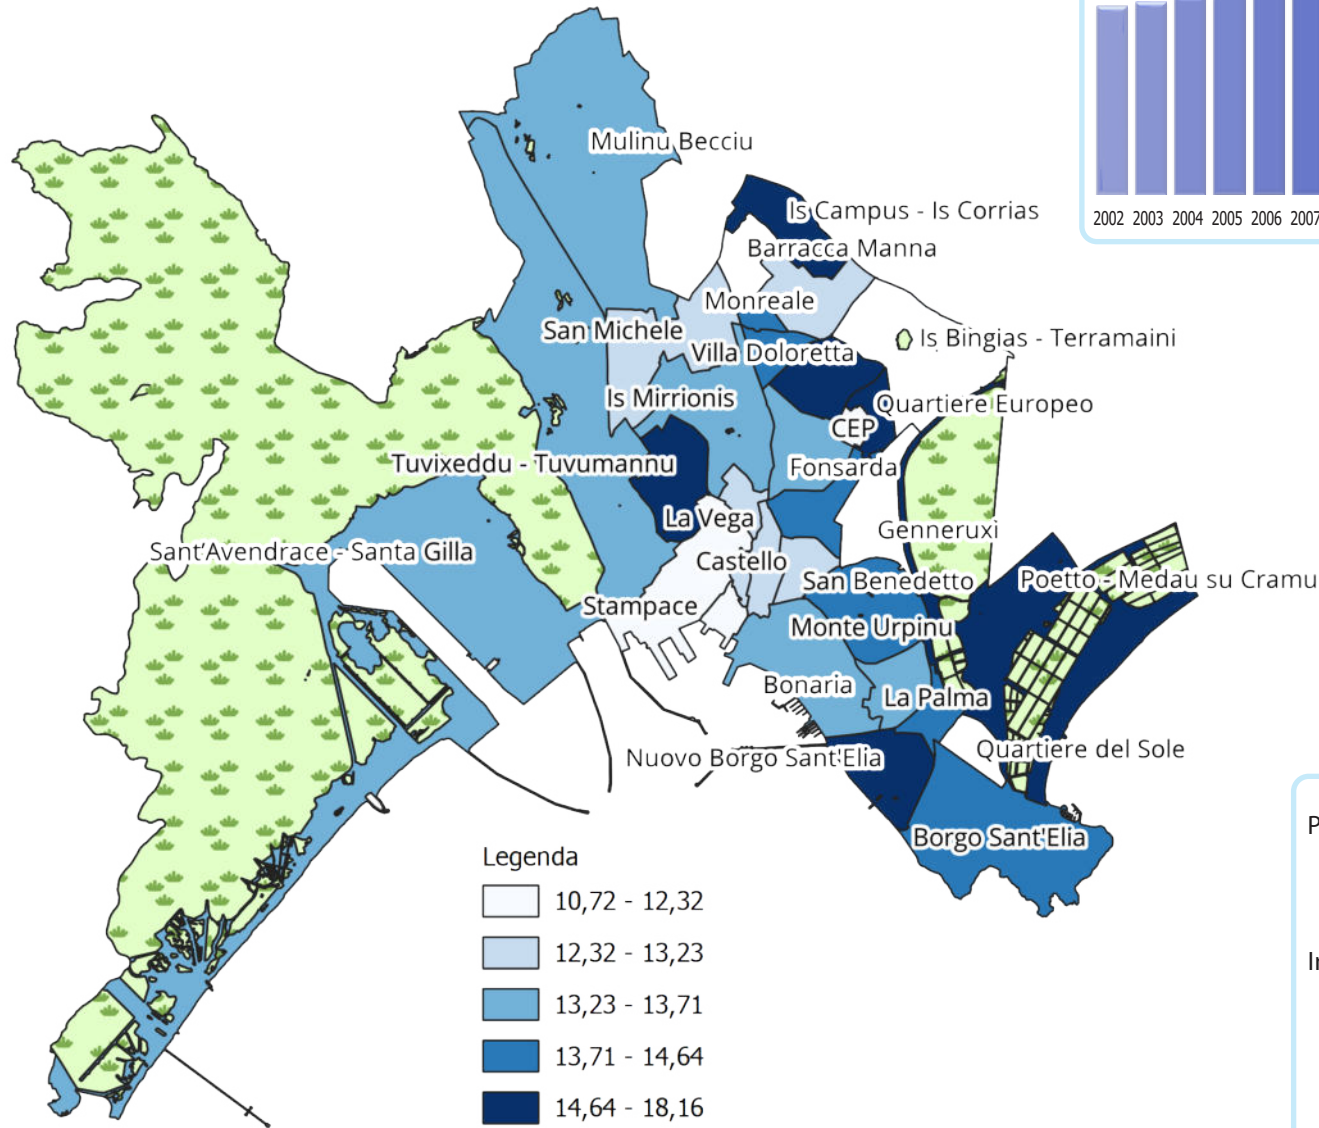 2002 2003 2004 2005 2006 2007
Mulinu Becciu
Is Campus - Is Corrias
Barracca Manna
Monreale
San Michele
Villa Doloretta
Is Bingias - Terramaini
Is Mirrionis
Quartiere Europeo
CEP
Tuvixeddu - Tuvumannu
Fonsarda
La Vega
Genneruxi
Sant'Avendrace - Santa Gilla
Castello
San Benedetto
Poetto - Medau su Cramu
Stampace
Monte Urpinu
Bonaria
La Palma
Nuovo Borgo Sant'Elia
Quartiere del Sole
Borgo Sant'Elia
Legenda
10,72 - 12,32
12,32 - 13,23
13,23 - 13,71
13,71 - 14,64
14,64 - 18,16